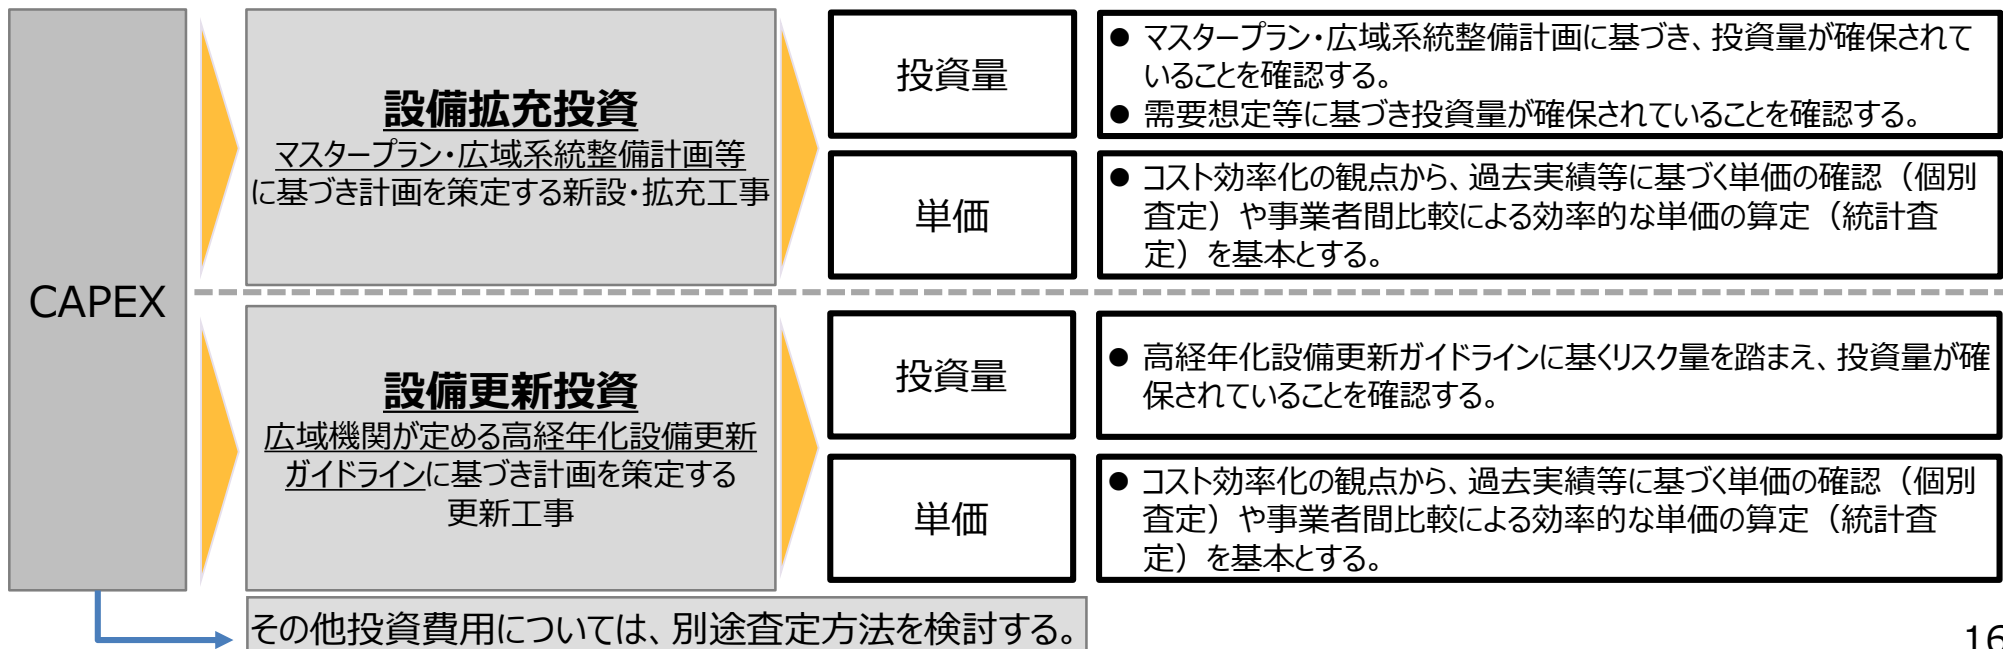 CAPEX
設備拡充投資
マスタープラン・広域系統整備計画等
に基づき計画を策定する新設・拡充工事
投資量
● マスタープラン・広域系統整備計画に基づき、投資量が確保されて
いることを確認する。
● 需要想定等に基づき投資量が確保されていることを確認する。
単価
● コスト効率化の観点から、過去実績等に基づく単価の確認（個別
査定）や事業者間比較による効率的な単価の算定（統計査
定）を基本とする。
設備更新投資
広域機関が定める高経年化設備更新
ガイドラインに基づき計画を策定する
更新工事
投資量
● 高経年化設備更新ガイドラインに基くリスク量を踏まえ、投資量が確
保されていることを確認する。
単価
● コスト効率化の観点から、過去実績等に基づく単価の確認（個別
査定）や事業者間比較による効率的な単価の算定（統計査
定）を基本とする。
その他投資費用については、別途査定方法を検討する。
16